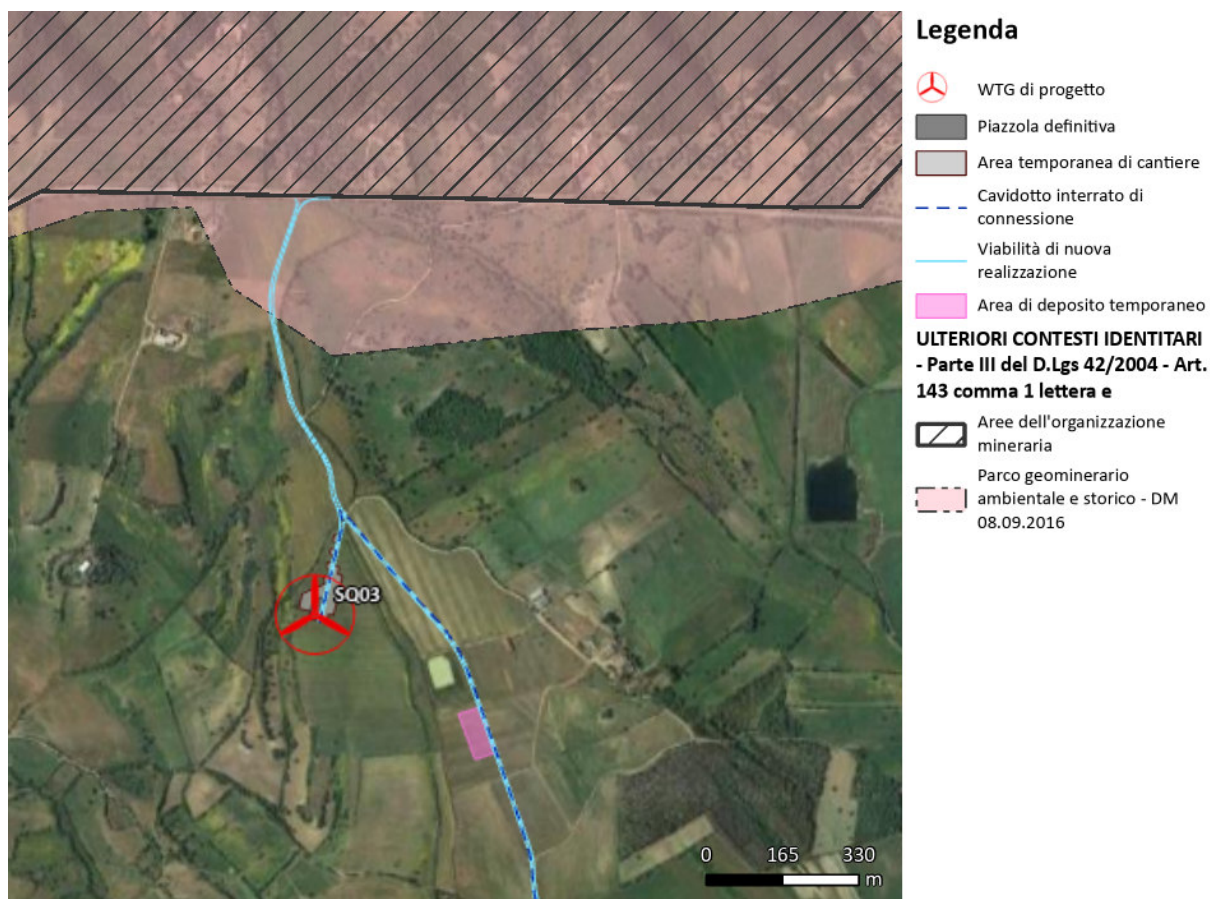 Legenda
WTG di progetto
Piazzola definitiva
Area temporanea di cantiere
Cavidotto interrato di
connessione
Viabilità di nuova
realizzazione
Area di deposito temporaneo
ULTERIORI CONTESTI IDENTITARI
- Parte III del D.Lgs 42/2004 - Art.
143 comma 1 lettera e
Aree dell'organizzazione
mineraria
Parco geominerario
ambientale e storico - DM
08.09.2016
SQ03
0 165 330
m